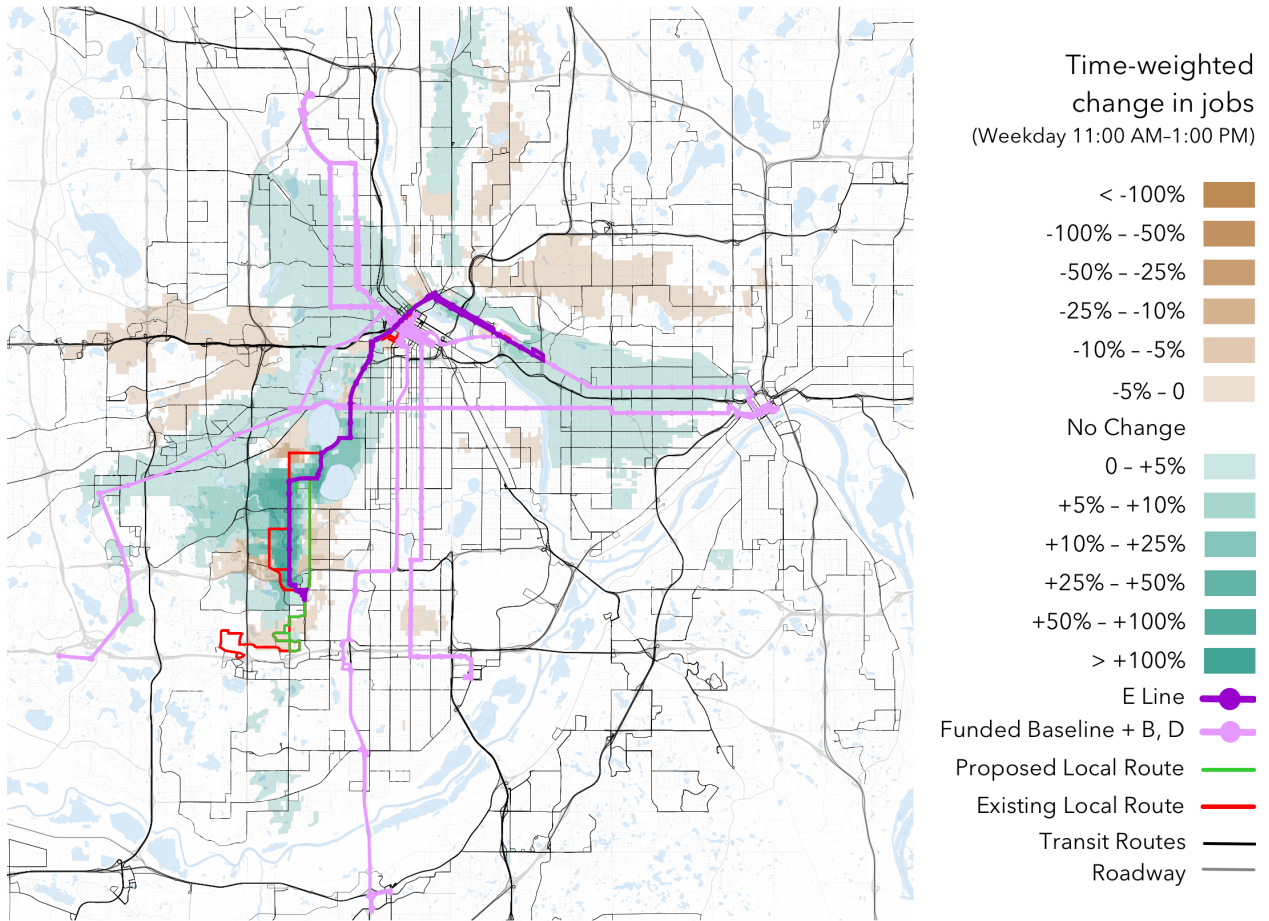 Time-weighted
change in jobs
(Weekday 11:00 AM–1:00 PM)
< -100%
-100% – -50%
-50% – -25%
-25% – -10%
-10% – -5%
-5% – 0
No Change
0 – +5%
+5% – +10%
+10% – +25%
+25% – +50%
+50% – +100%
> +100%
E Line
Funded Baseline + B, D
Proposed Local Route
Existing Local Route
Transit Routes
Roadway